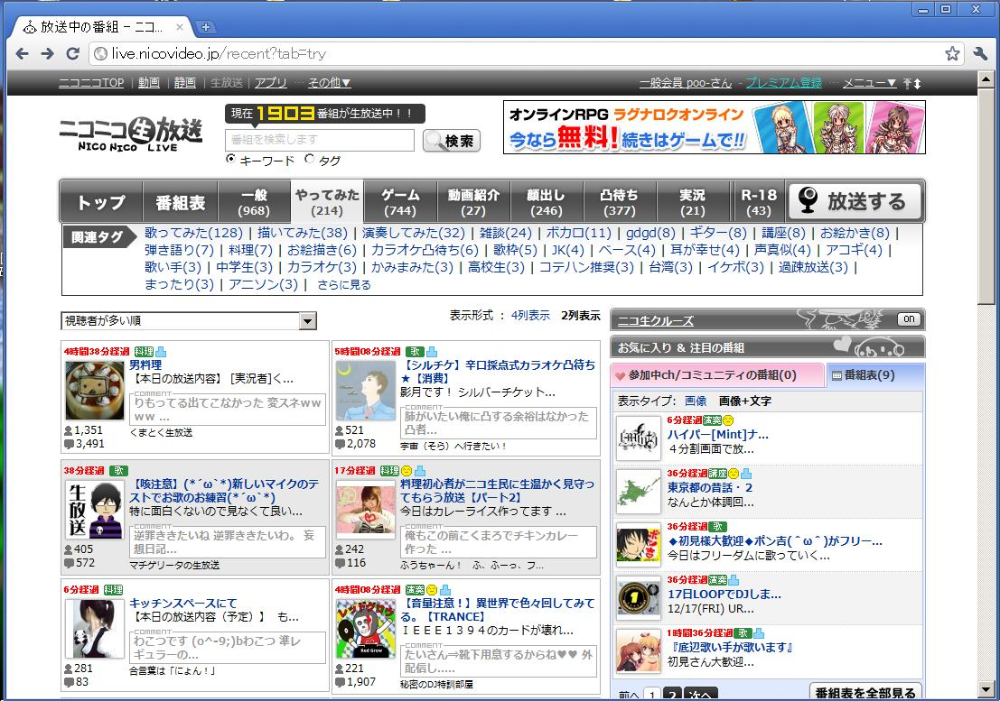 放送中の番組 – ニコ...
live.nicovideo.jp/recent?tab=try
ニコニコTOP | 動画 | 静画 | 生放送 | アプリ … その他▼
一般会員 poo-さん - プレミアム登録 … メニュー▼
ニコニコ生放送
NICO NICO LIVE
現在 1903 番組が生放送中！！
番組を検索します
検索
キーワード タグ
オンラインRPG ラグナロクオンライン
今なら無料!続きはゲームで!!
トップ
番組表
一般
(968)
やってみた
(214)
ゲーム
(744)
動画紹介
(27)
顔出し
(246)
凸待ち
(377)
実況
(21)
R-18
(43)
放送する
関連タグ
歌ってみた(128) | 描いてみた(38) | 演奏してみた(32) | 雑談(24) | ボカロ(11) | gdgd(8) | ギター(8) | 講座(8) | お絵かき(8) |
弾き語り(7) | 料理(7) | お絵描き(6) | カラオケ凸待ち(6) | 歌枠(5) | JK(4) | ベース(4) | 耳が幸せ(4) | 声真似(4) | アコギ(4) |
歌い手(3) | 中学生(3) | カラオケ(3) | かみまみた(3) | 高校生(3) | コテハン推奨(3) | 台湾(3) | イケボ(3) | 過疎放送(3) |
まったり(3) | アニソン(3) | さらに見る
視聴者が多い順
表示形式 ： 4列表示 2列表示
4時間38分経過 料理
男料理
【本日の放送内容】 [実況者]く...
COMMENT
りもってる出てこなかった 変スネｗｗ
ｗｗ ...
1,351
3,491
くまとく生放送
5時間08分経過 歌
【シルチケ】辛口採点式カラオケ凸待ち
★【消費】
影月です！ シルバーチケット...
COMMENT
肺がいたい俺に凸する余裕はなかった
凸者...
521
2,078
宇宙（そら）へ行きたい！
38分経過 歌
【咳注意】(*´ω`*)新しいマイクのテ
ストでお歌のお練習(*´ω`*)
特に面白くないので見なくて良い...
COMMENT
逆罪ききたいね 逆罪ききたいわ。 妄
想日記...
生放送
405
572
マチゲリータの生放送
17分経過 料理
料理初心者がニコ生民に生温かく見守っ
てもらう放送【パート2】
今日はカレーライス作ってます ...
COMMENT
俺もこの前こくまろでチキンカレー
作った ...
242
116
ふうちゃーん！ ふ、ふーっ、フ...
6分経過 料理
キッチンスペースにて
【本日の放送内容（予定）】 も...
COMMENT
わこつです (o^-9;)bわこつ 準レ
ギュラーの...
281
83
合言葉は「にょん！」
4時間08分経過 演奏
【音量注意！】異世界で色々回してみて
る。【TRANCE】
ＩＥＥＥ１３９４のカードが壊れ...
COMMENT
たいさん⇒靴下用意するからね♥♥ 外
配信し.....
レッドグロウ
Red Grow
221
1,907
秘密のDJ特訓部屋
ニコ生クルーズ
on
お気に入り & 注目の番組
参加中ch/コミュニティの番組(0)
番組表(9)
表示タイプ: 画像 画像+文字
6分経過 演奏
ハイパー[Mint]ナ...
４分割画面で放...
36分経過 講座
東京都の昔話・２
なんとか体調回...
36分経過 歌
◆初見様大歓迎◆ポン吉(＾ω＾)がフリー...
今日はフリーダムに歌っていく...
ポン吉
36分経過 演奏
17日LOOPでDJしま...
12/17(FRI) UR...
1
1時間36分経過 歌
『底辺歌い手が歌います』
初見さん大歓迎...
前へ 1 2 次へ
番組表を全部見る